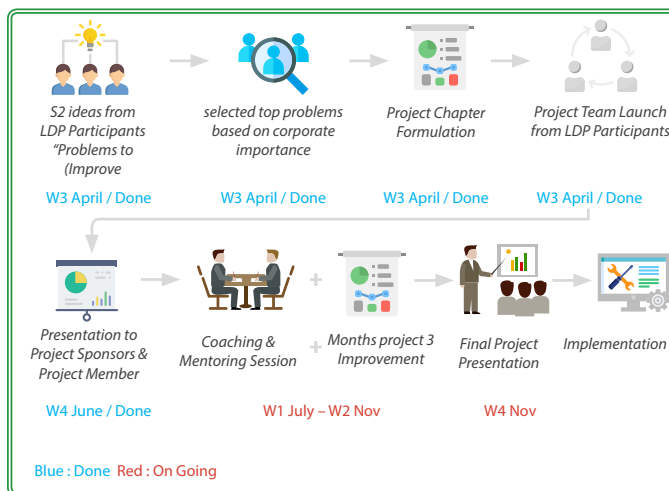 S2 ideas from
LDP Participants
“Problems to
(Improve
selected top problems
based on corporate
importance
Project Chapter
Formulation
Project Team Launch
from LDP Participants
W3 April / Done
W3 April / Done
W3 April / Done
W3 April / Done
Presentation to
Project Sponsors &
Project Member
Coaching &
Mentoring Session
+
+
Months project 3
Improvement
Final Project
Presentation
Implementation
W4 June / Done
W1 July – W2 Nov
W4 Nov
Blue : Done Red : On Going